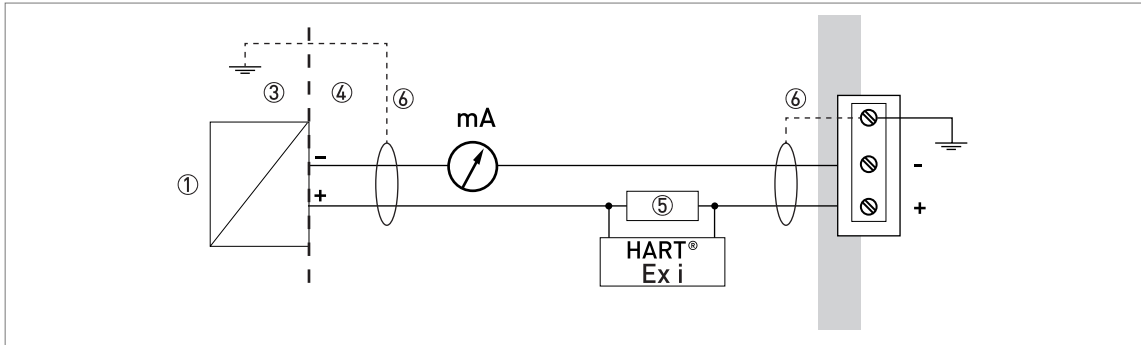 ③ ④ ⑥ ⑥
mA
①
-
+
-
+
⑤
HART®
Ex i